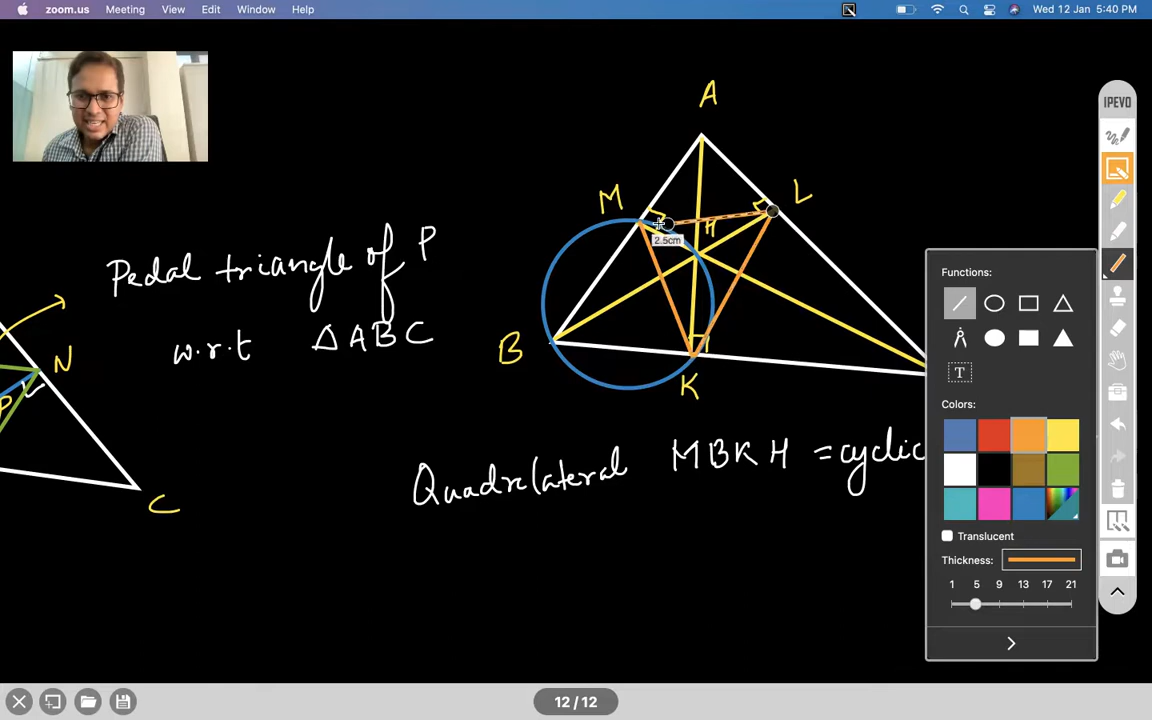 zoom.us Meeting View Edit Window Help Wed 12 Jan 5:40 PM
IPEVO
A
M
L
H
2.5cm
B
K
Pedal triangle of P
w.r.t ΔABC
N
P
C
Quadrilateral MBKH = cyclic
Functions:
T
Colors:
Translucent
Thickness:
1 5 9 13 17 21
12 / 12